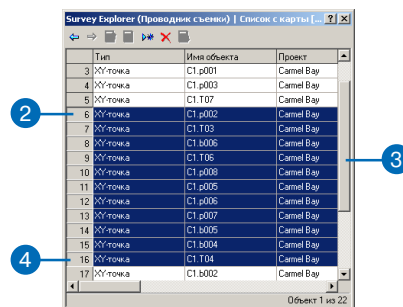 Survey Explorer (Проводник съемки) | Список с карты [...
Тип Имя объекта Проект
3 XY-точка C1.p001 Carmel Bay
4 XY-точка C1.p003 Carmel Bay
5 XY-точка C1.T07 Carmel Bay
2 6 XY-точка C1.p002 Carmel Bay
7 XY-точка C1.T03 Carmel Bay
8 XY-точка C1.b006 Carmel Bay
9 XY-точка C1.T06 Carmel Bay
3
10 XY-точка C1.p008 Carmel Bay
11 XY-точка C1.p005 Carmel Bay
12 XY-точка C1.p006 Carmel Bay
13 XY-точка C1.p007 Carmel Bay
14 XY-точка C1.b005 Carmel Bay
15 XY-точка C1.b004 Carmel Bay
4 16 XY-точка C1.T04 Carmel Bay
17 XY-точка C1.b002 Carmel Bay
Объект 1 из 22